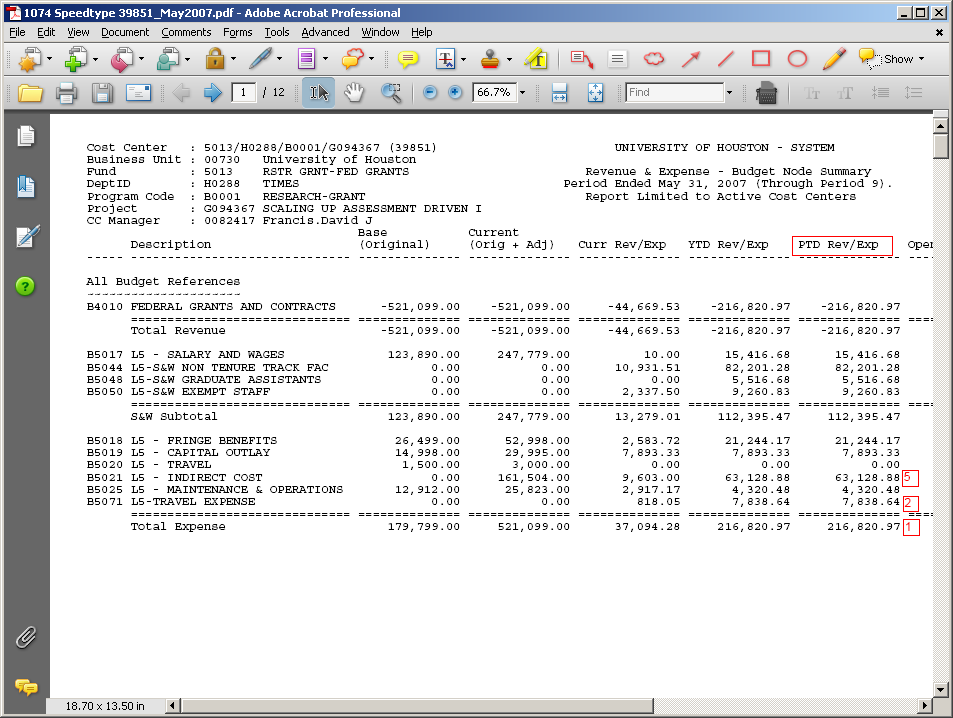 1074 Speedtype 39851_May2007.pdf - Adobe Acrobat Professional
File Edit View Document Comments Forms Tools Advanced Window Help
Show
1 / 12 66.7% Find
Cost Center : 5013/H0288/B0001/G094367 (39851) UNIVERSITY OF HOUSTON - SYSTEM
Business Unit : 00730 University of Houston
Fund : 5013 RSTR GRNT-FED GRANTS Revenue & Expense - Budget Node Summary
DeptID : H0288 TIMES Period Ended May 31, 2007 (Through Period 9).
Program Code : B0001 RESEARCH-GRANT Report Limited to Active Cost Centers
Project : G094367 SCALING UP ASSESSMENT DRIVEN I
CC Manager : 0082417 Francis.David J
Base Current
Description (Original) (Orig + Adj) Curr Rev/Exp YTD Rev/Exp PTD Rev/Exp Oper
All Budget References
B4010 FEDERAL GRANTS AND CONTRACTS -521,099.00 -521,099.00 -44,669.53 -216,820.97 -216,820.97
Total Revenue -521,099.00 -521,099.00 -44,669.53 -216,820.97 -216,820.97
B5017 L5 - SALARY AND WAGES 123,890.00 247,779.00 10.00 15,416.68 15,416.68
B5044 L5-S&W NON TENURE TRACK FAC 0.00 0.00 10,931.51 82,201.28 82,201.28
B5048 L5-S&W GRADUATE ASSISTANTS 0.00 0.00 0.00 5,516.68 5,516.68
B5050 L5-S&W EXEMPT STAFF 0.00 0.00 2,337.50 9,260.83 9,260.83
S&W Subtotal 123,890.00 247,779.00 13,279.01 112,395.47 112,395.47
B5018 L5 - FRINGE BENEFITS 26,499.00 52,998.00 2,583.72 21,244.17 21,244.17
B5019 L5 - CAPITAL OUTLAY 14,998.00 29,995.00 7,893.33 7,893.33 7,893.33
B5020 L5 - TRAVEL 1,500.00 3,000.00 0.00 0.00 0.00
B5021 L5 - INDIRECT COST 0.00 161,504.00 9,603.00 63,128.88 63,128.88 5
B5025 L5 - MAINTENANCE & OPERATIONS 12,912.00 25,823.00 2,917.17 4,320.48 4,320.48
B5071 L5-TRAVEL EXPENSE 0.00 0.00 818.05 7,838.64 7,838.64 2
Total Expense 179,799.00 521,099.00 37,094.28 216,820.97 216,820.97 1
18.70 x 13.50 in